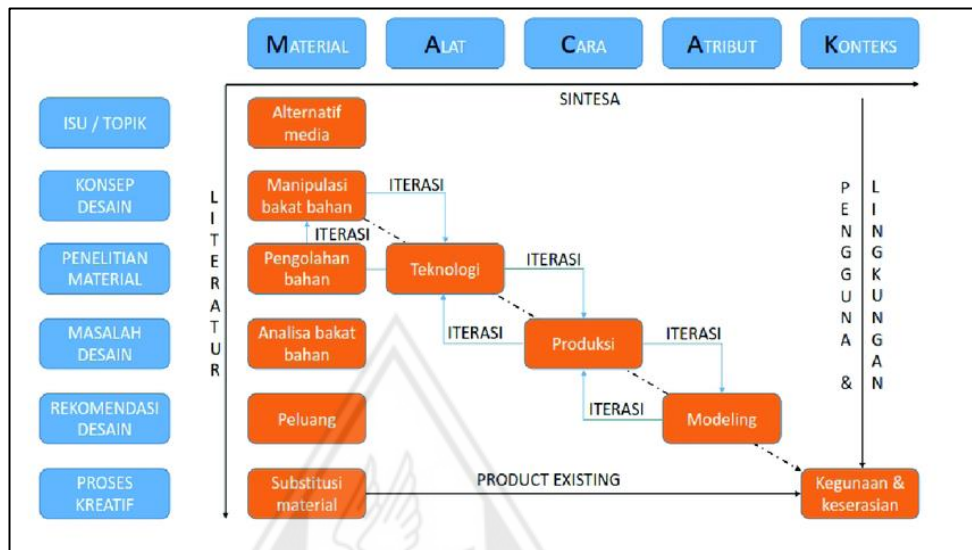 MATERIAL
ALAT
CARA
ATRIBUT
KONTEKS
SINTESA
ISU / TOPIK
Alternatif
media
KONSEP
DESAIN
Manipulasi
bakat bahan
ITERASI
PENELITIAN
MATERIAL
Pengolahan
bahan
ITERASI
Teknologi
ITERASI
MASALAH
DESAIN
Analisa bakat
bahan
ITERASI
Produksi
ITERASI
REKOMENDASI
DESAIN
Peluang
ITERASI
Modeling
PROSES
KREATIF
Substitusi
material
PRODUCT EXISTING
Kegunaan &
keserasian
LITERATUR
PENGGUNA &
LINGKUNGAN